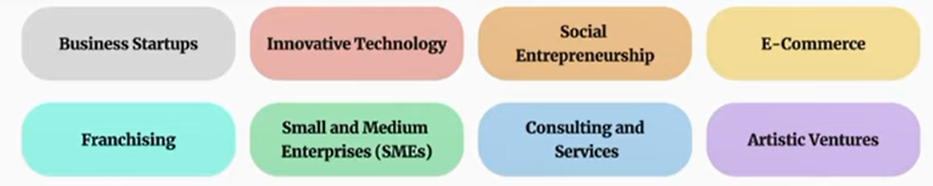 Business Startups
Innovative Technology
Social
Entrepreneurship
E-Commerce
Franchising
Small and Medium
Enterprises (SMEs)
Consulting and
Services
Artistic Ventures